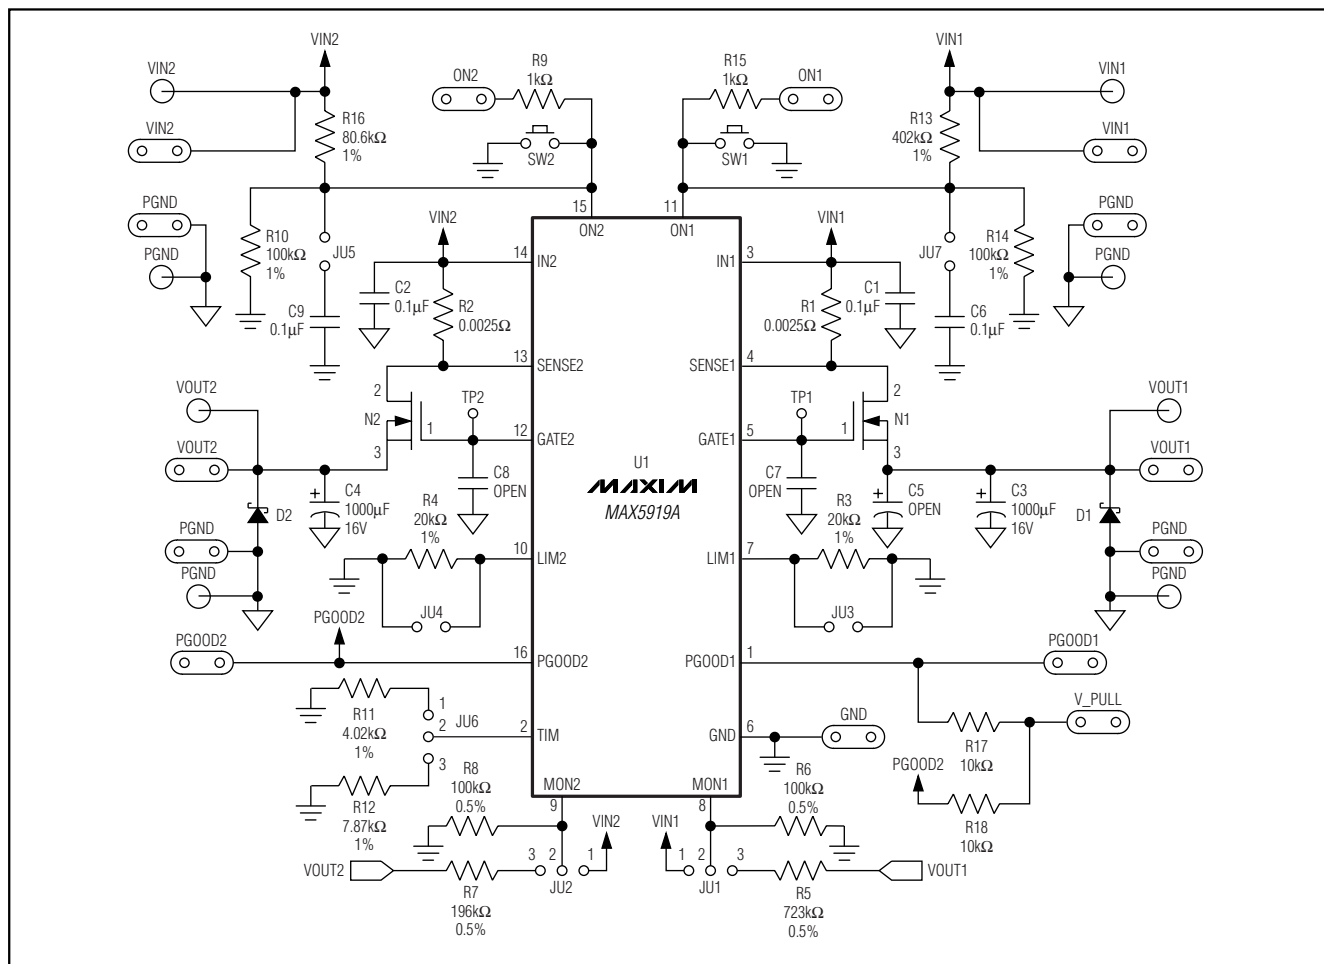 VIN2
VIN2
VIN2
R16
80.6kΩ
1%
PGND
PGND
R10
100kΩ
1%
JU5
C9
0.1µF
ON2
R9
1kΩ
SW2
R15
1kΩ
ON1
SW1
VIN1
VIN1
VIN1
R13
402kΩ
1%
PGND
PGND
R14
100kΩ
1%
JU7
C6
0.1µF
15
ON2
11
ON1
VIN2
14
IN2
C2
0.1µF
R2
0.0025Ω
13
SENSE2
VIN1
3
IN1
C1
0.1µF
R1
0.0025Ω
4
SENSE1
VOUT2
VOUT2
2
N2
1
3
TP2
12
GATE2
C8
OPEN
C4
1000µF
16V
D2
PGND
PGND
R4
20kΩ
1%
10
LIM2
JU4
U1
MAXIM
MAX5919A
TP1
5
GATE1
1
2
N1
3
C7
OPEN
R3
20kΩ
1%
C5
OPEN
C3
1000µF
16V
D1
VOUT1
VOUT1
PGND
PGND
7
LIM1
JU3
PGOOD2
PGOOD2
16
PGOOD2
1
PGOOD1
PGOOD1
R11
4.02kΩ
1%
1
2
3
JU6
2
TIM
R12
7.87kΩ
1%
6
GND
GND
V_PULL
R17
10kΩ
PGOOD2
R18
10kΩ
MON2
9
MON1
8
R8
100kΩ
0.5%
R6
100kΩ
0.5%
VOUT2
R7
196kΩ
0.5%
3
2
1
JU2
VIN2
VIN1
1
2
3
JU1
R5
723kΩ
0.5%
VOUT1